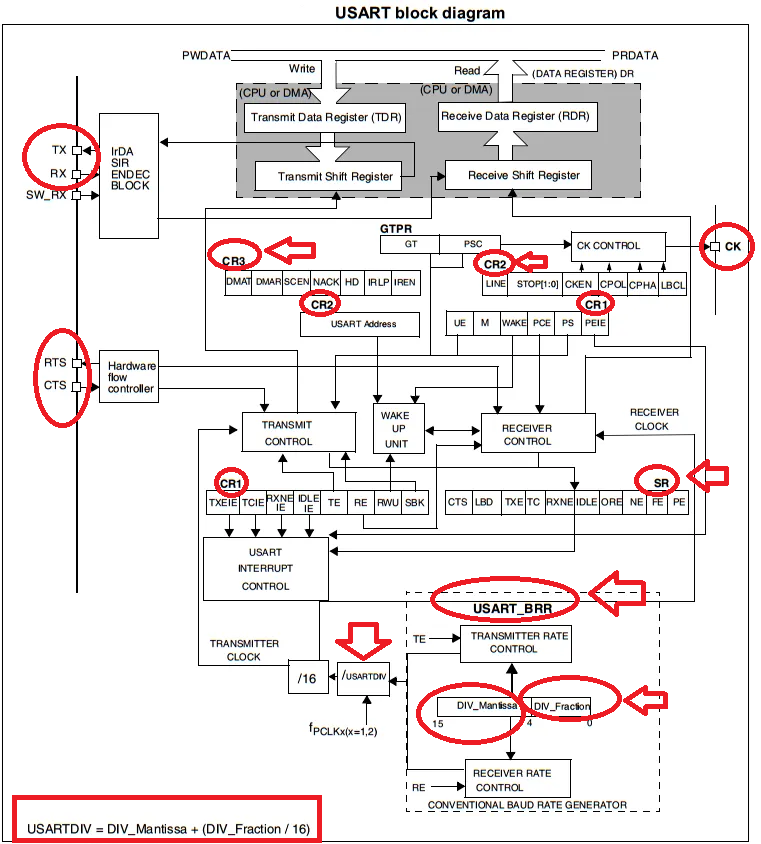 USART block diagram
PWDATA
PRDATA
Write
Read
(DATA REGISTER) DR
(CPU or DMA)
(CPU or DMA)
Transmit Data Register (TDR)
Receive Data Register (RDR)
TX
RX
SW_RX
IrDA
SIR
ENDEC
BLOCK
Transmit Shift Register
Receive Shift Register
GTPR
GT
PSC
CK CONTROL
CK
CR3
DMAT DMAR SCEN NACK HD IRLP IREN
CR2
LINE STOP[1:0] CKEN CPOL CPHA LBCL
CR2
USART Address
CR1
UE M WAKE PCE PS PEIE
RTS
CTS
Hardware
flow
controller
TRANSMIT
CONTROL
WAKE
UP
UNIT
RECEIVER
CONTROL
RECEIVER
CLOCK
CR1
TXEIE TCIE RXNE IE IDLE IE TE RE RWU SBK
SR
CTS LBD TXE TC RXNE IDLE ORE NE FE PE
USART
INTERRUPT
CONTROL
USART_BRR
TE
TRANSMITTER RATE
CONTROL
TRANSMITTER
CLOCK
/16
/USARTDIV
fPCLKx(x=1,2)
DIV_Mantissa
DIV_Fraction
15
4
0
RE
RECEIVER RATE
CONTROL
CONVENTIONAL BAUD RATE GENERATOR
USARTDIV = DIV_Mantissa + (DIV_Fraction / 16)